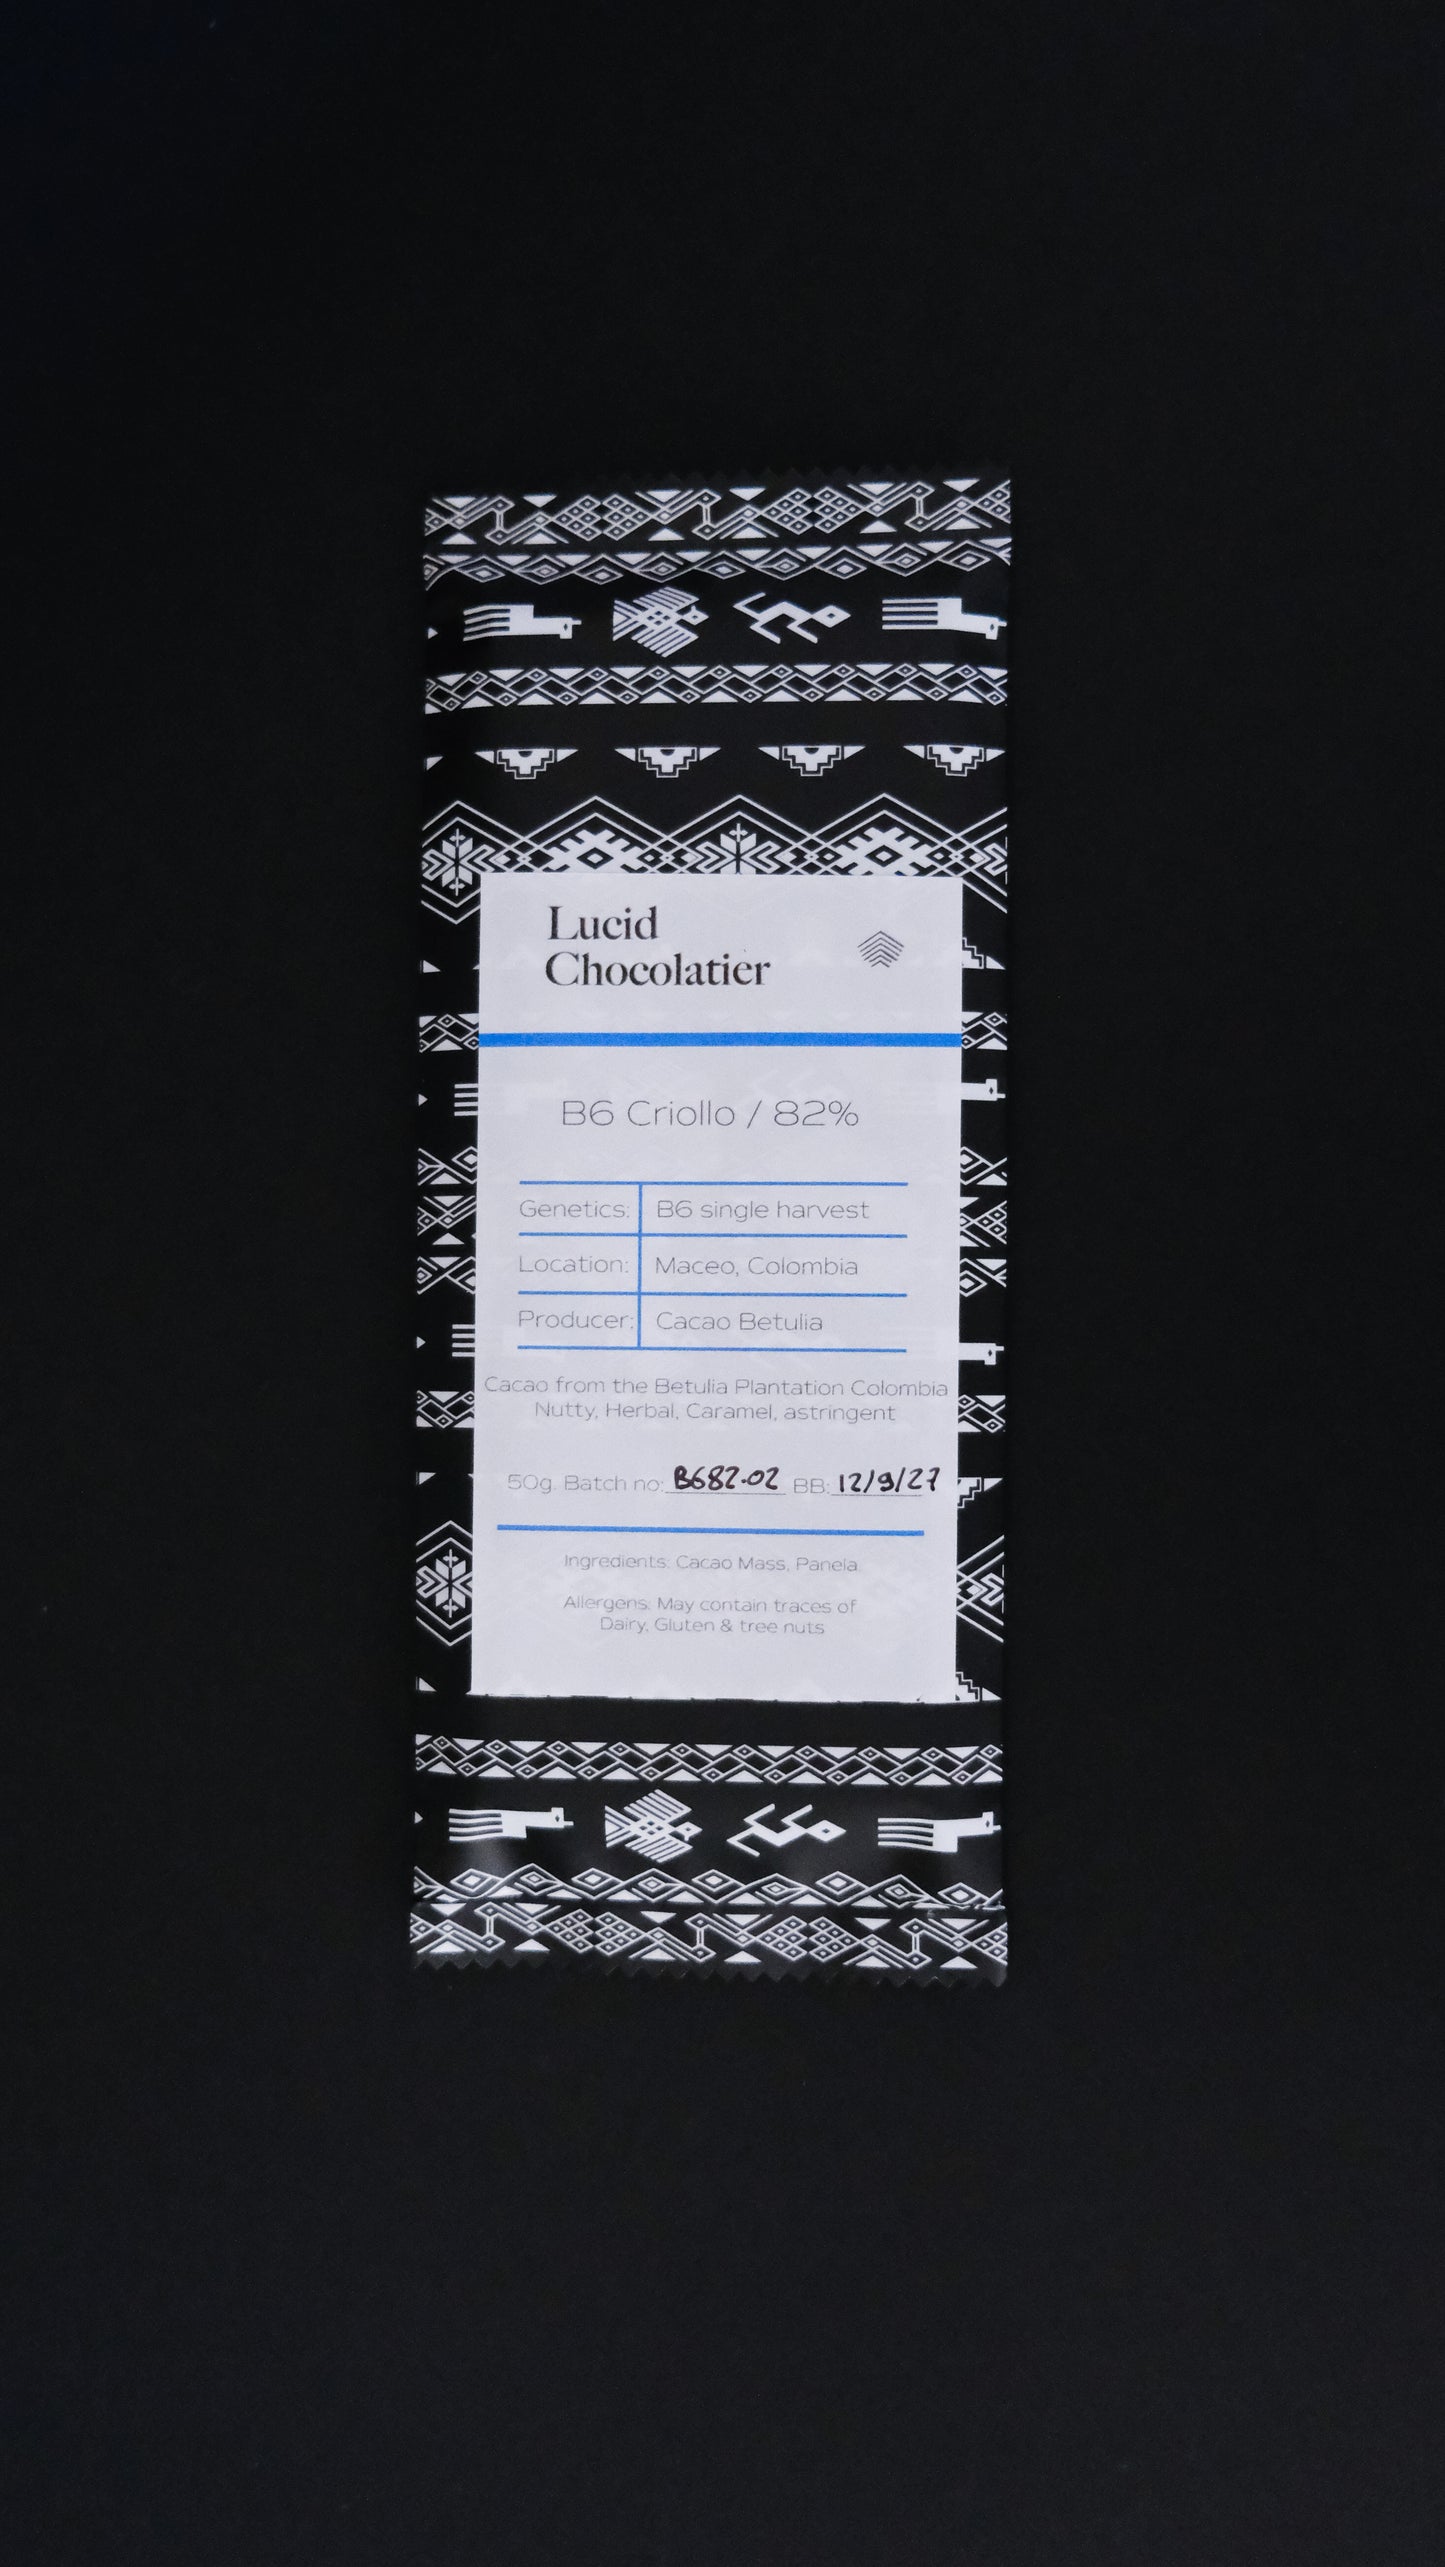 Lucid
Chocolatier
B6 Criollo / 82%
Genetics: B6 single harvest
Location: Maceo, Colombia
Producer: Cacao Betulia
Cacao from the Betulia Plantation Colombia
Nutty, Herbal, Caramel, astringent
50g. Batch no: B682.02 BB: 12/9/27
Ingredients: Cacao Mass, Panela.
Allergens: May contain traces of
Dairy, Gluten & tree nuts